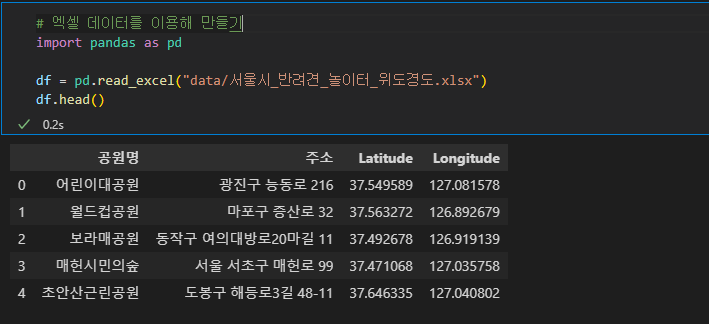 # 엑셀 데이터를 이용해 만들기
import pandas as pd
df = pd.read_excel("data/서울시_반려견_놀이터_위도경도.xlsx")
df.head()
0.2s
공원명 주소 Latitude Longitude
0 어린이대공원 광진구 능동로 216 37.549589 127.081578
1 월드컵공원 마포구 증산로 32 37.563272 126.892679
2 보라매공원 동작구 여의대방로20마길 11 37.492678 126.919139
3 매헌시민의숲 서울 서초구 매헌로 99 37.471068 127.035758
4 초안산근린공원 도봉구 해등로3길 48-11 37.646335 127.040802